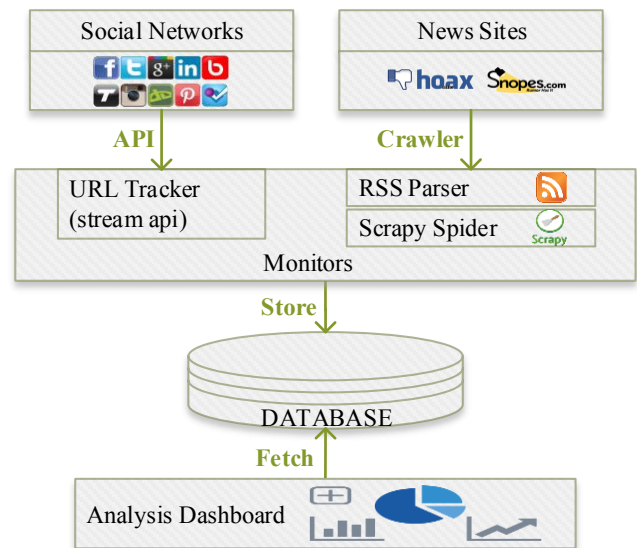 Social Networks
News Sites
f t g+ in b
T P
hoax
Snopes.com
API
Crawler
URL Tracker
(stream api)
RSS Parser
Scrapy Spider
Scrapy
Monitors
Store
DATABASE
Fetch
Analysis Dashboard